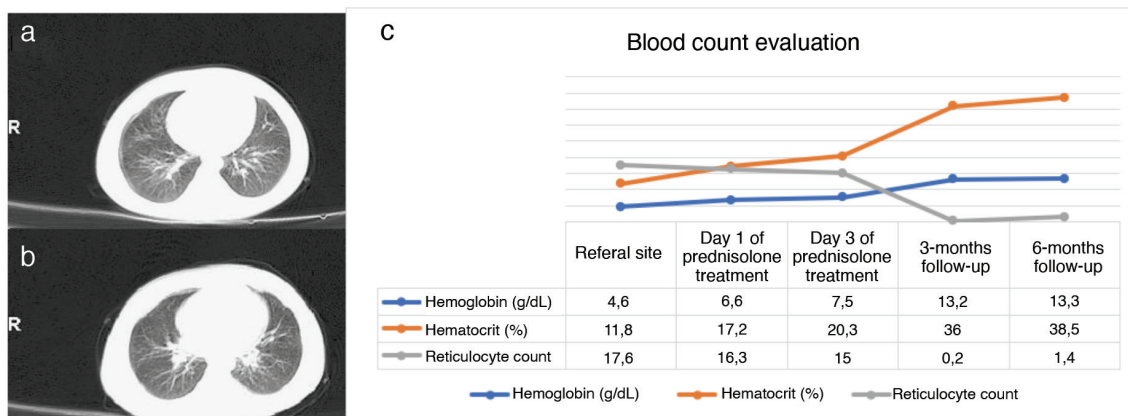 a
R
b
R
c
Blood count evaluation
Referal site
Day 1 of
prednisolone
treatment
Day 3 of
prednisolone
treatment
3-months
follow-up
6-months
follow-up
Hemoglobin (g/dL) 4,6 6,6 7,5 13,2 13,3
Hematocrit (%) 11,8 17,2 20,3 36 38,5
Reticulocyte count 17,6 16,3 15 0,2 1,4
Hemoglobin (g/dL) Hematocrit (%) Reticulocyte count